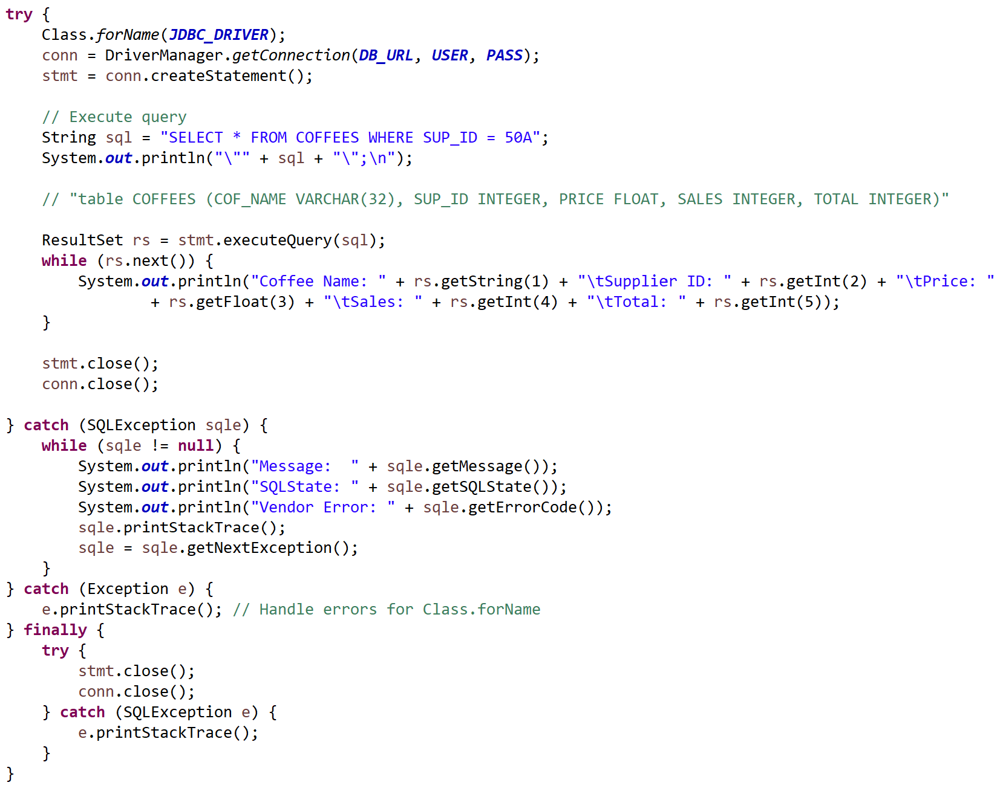 try {
    Class.forName(JDBC_DRIVER);
    conn = DriverManager.getConnection(DB_URL, USER, PASS);
    stmt = conn.createStatement();

    // Execute query
    String sql = "SELECT * FROM COFFEES WHERE SUP_ID = 50A";
    System.out.println("\"" + sql + "\";\n");

    // "table COFFEES (COF_NAME VARCHAR(32), SUP_ID INTEGER, PRICE FLOAT, SALES INTEGER, TOTAL INTEGER)"

    ResultSet rs = stmt.executeQuery(sql);
    while (rs.next()) {
        System.out.println("Coffee Name: " + rs.getString(1) + "\tSupplier ID: " + rs.getInt(2) + "\tPrice: "
                + rs.getFloat(3) + "\tSales: " + rs.getInt(4) + "\tTotal: " + rs.getInt(5));
    }

    stmt.close();
    conn.close();

} catch (SQLException sqle) {
    while (sqle != null) {
        System.out.println("Message:  " + sqle.getMessage());
        System.out.println("SQLState: " + sqle.getSQLState());
        System.out.println("Vendor Error: " + sqle.getErrorCode());
        sqle.printStackTrace();
        sqle = sqle.getNextException();
    }
} catch (Exception e) {
    e.printStackTrace(); // Handle errors for Class.forName
} finally {
    try {
        stmt.close();
        conn.close();
    } catch (SQLException e) {
        e.printStackTrace();
    }
}